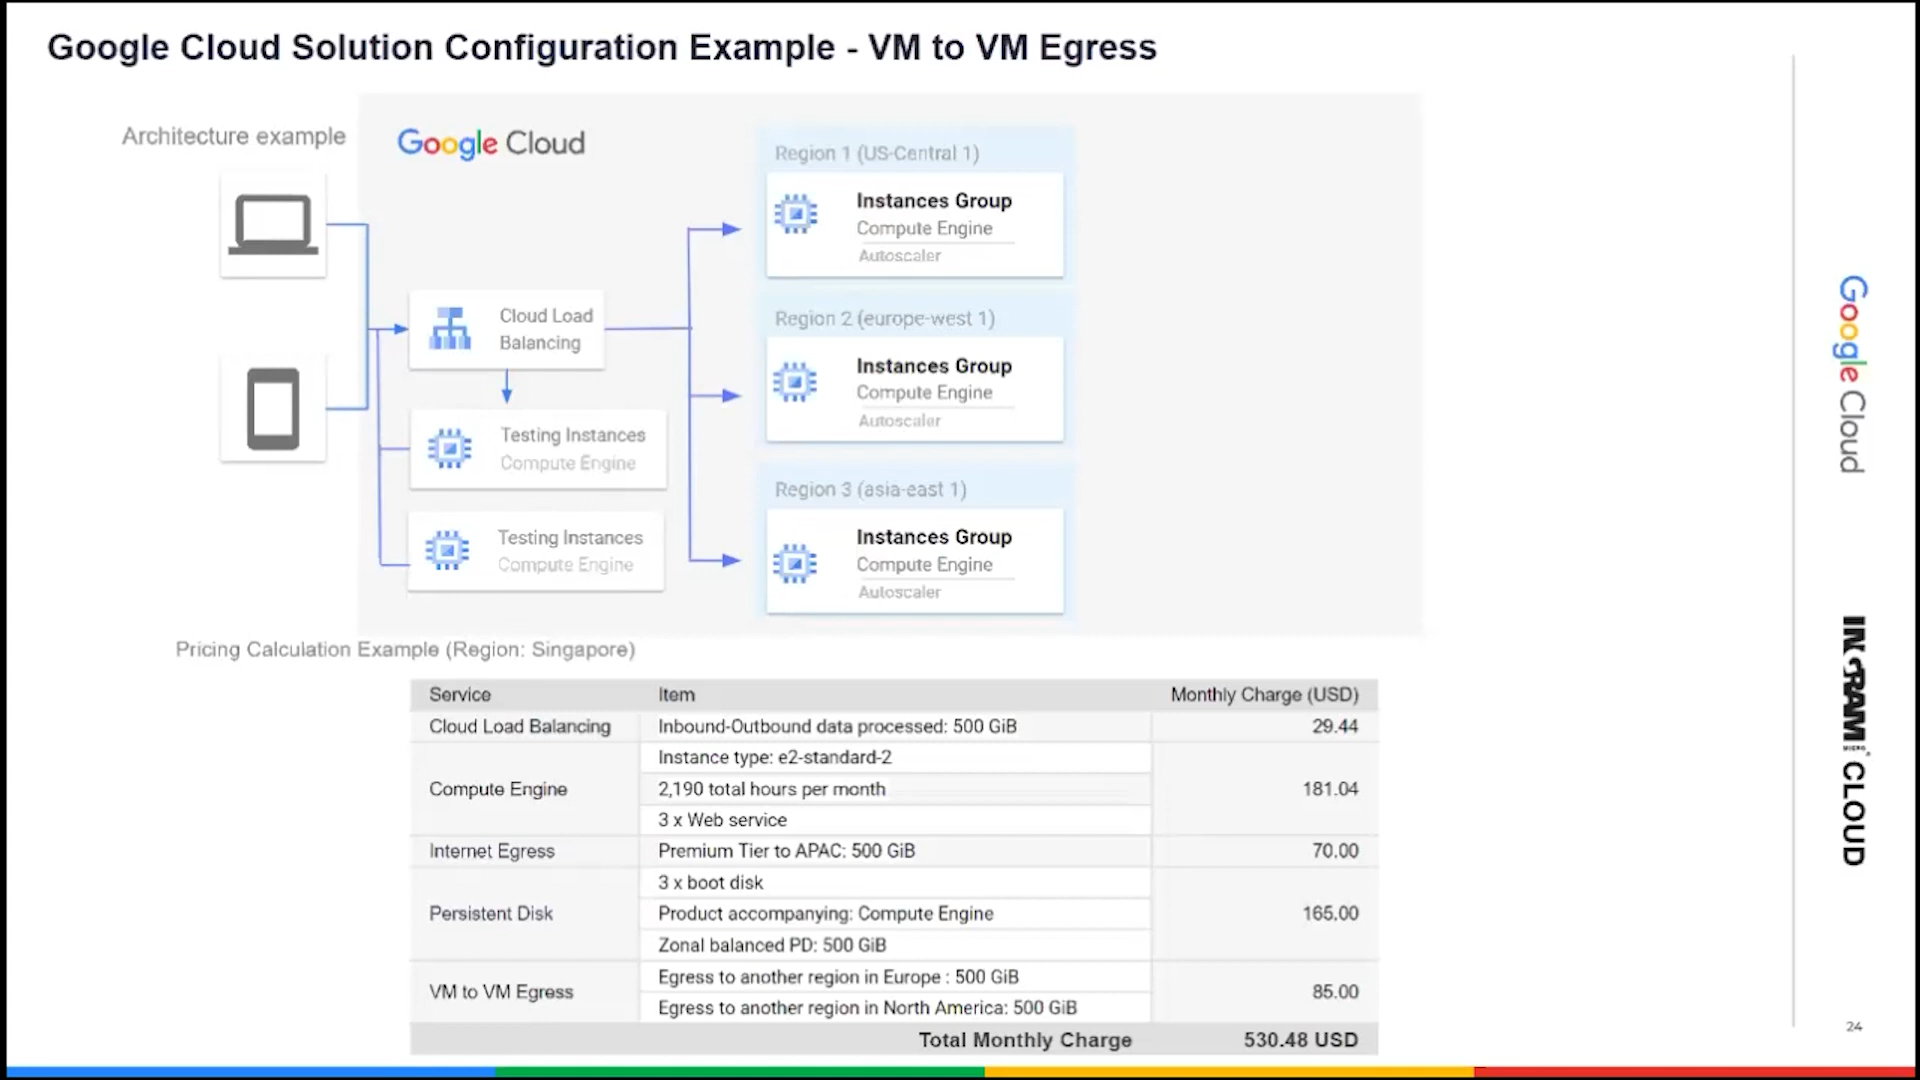 Google Cloud Solution Configuration Example - VM to VM Egress
Architecture example
Google Cloud
Cloud Load
Balancing
Testing Instances
Compute Engine
Testing Instances
Compute Engine
Region 1 (US-Central 1)
Instances Group
Compute Engine
Autoscaler
Region 2 (europe-west 1)
Instances Group
Compute Engine
Autoscaler
Region 3 (asia-east 1)
Instances Group
Compute Engine
Autoscaler
Pricing Calculation Example (Region: Singapore)
Service Item Monthly Charge (USD)
Cloud Load Balancing Inbound-Outbound data processed: 500 GiB 29.44
Instance type: e2-standard-2
Compute Engine 2,190 total hours per month 181.04
3 x Web service
Internet Egress Premium Tier to APAC: 500 GiB 70.00
3 x boot disk
Persistent Disk Product accompanying: Compute Engine 165.00
Zonal balanced PD: 500 GiB
VM to VM Egress Egress to another region in Europe : 500 GiB 85.00
Egress to another region in North America: 500 GiB
Total Monthly Charge 530.48 USD
Google Cloud
INGRAM MICRO CLOUD
24